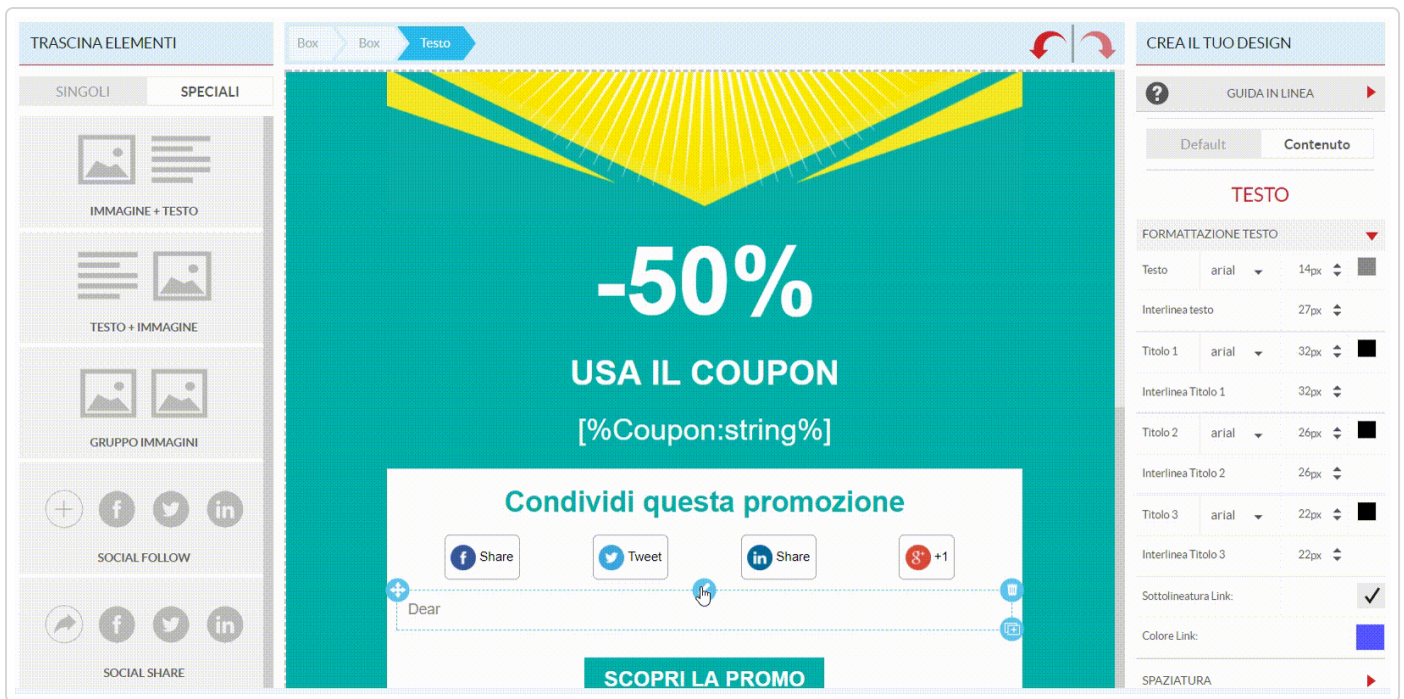 TRASCINA ELEMENTI
SINGOLI
SPECIALI
IMMAGINE + TESTO
TESTO + IMMAGINE
GRUPPO IMMAGINI
SOCIAL FOLLOW
SOCIAL SHARE
Box
Box
Testo
-50%
USA IL COUPON
[%Coupon:string%]
Condividi questa promozione
Share
Tweet
Share
+1
Dear
SCOPRI LA PROMO
CREA IL TUO DESIGN
GUIDA IN LINEA
Default
Contenuto
TESTO
FORMATTAZIONE TESTO
Testo arial 14px
Interlinea testo 27px
Titolo 1 arial 32px
Interlinea Titolo 1 32px
Titolo 2 arial 26px
Interlinea Titolo 2 26px
Titolo 3 arial 22px
Interlinea Titolo 3 22px
Sottolineatura Link:
Colore Link:
SPAZIATURA